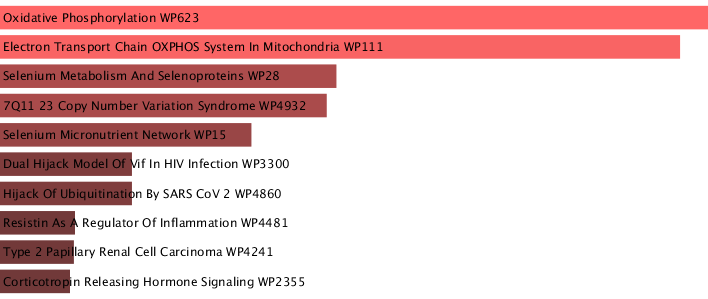 Oxidative Phosphorylation WP623
Electron Transport Chain OXPHOS System In Mitochondria WP111
Selenium Metabolism And Selenoproteins WP28
7Q11 23 Copy Number Variation Syndrome WP4932
Selenium Micronutrient Network WP15
Dual Hijack Model Of Vif In HIV Infection WP3300
Hijack Of Ubiquitination By SARS CoV 2 WP4860
Resistin As A Regulator Of Inflammation WP4481
Type 2 Papillary Renal Cell Carcinoma WP4241
Corticotropin Releasing Hormone Signaling WP2355